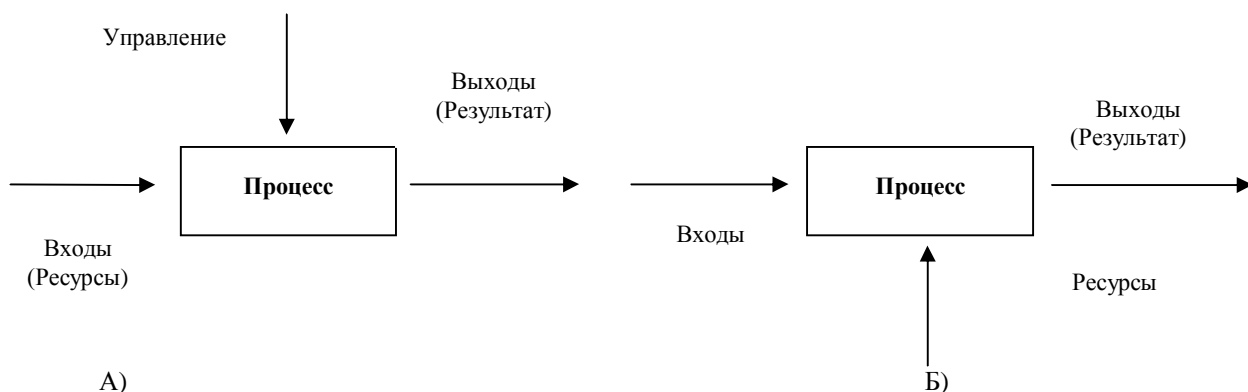 Управление
Выходы
(Результат)
Процесс
Входы
(Ресурсы)
А)
Выходы
(Результат)
Процесс
Входы
Ресурсы
Б)